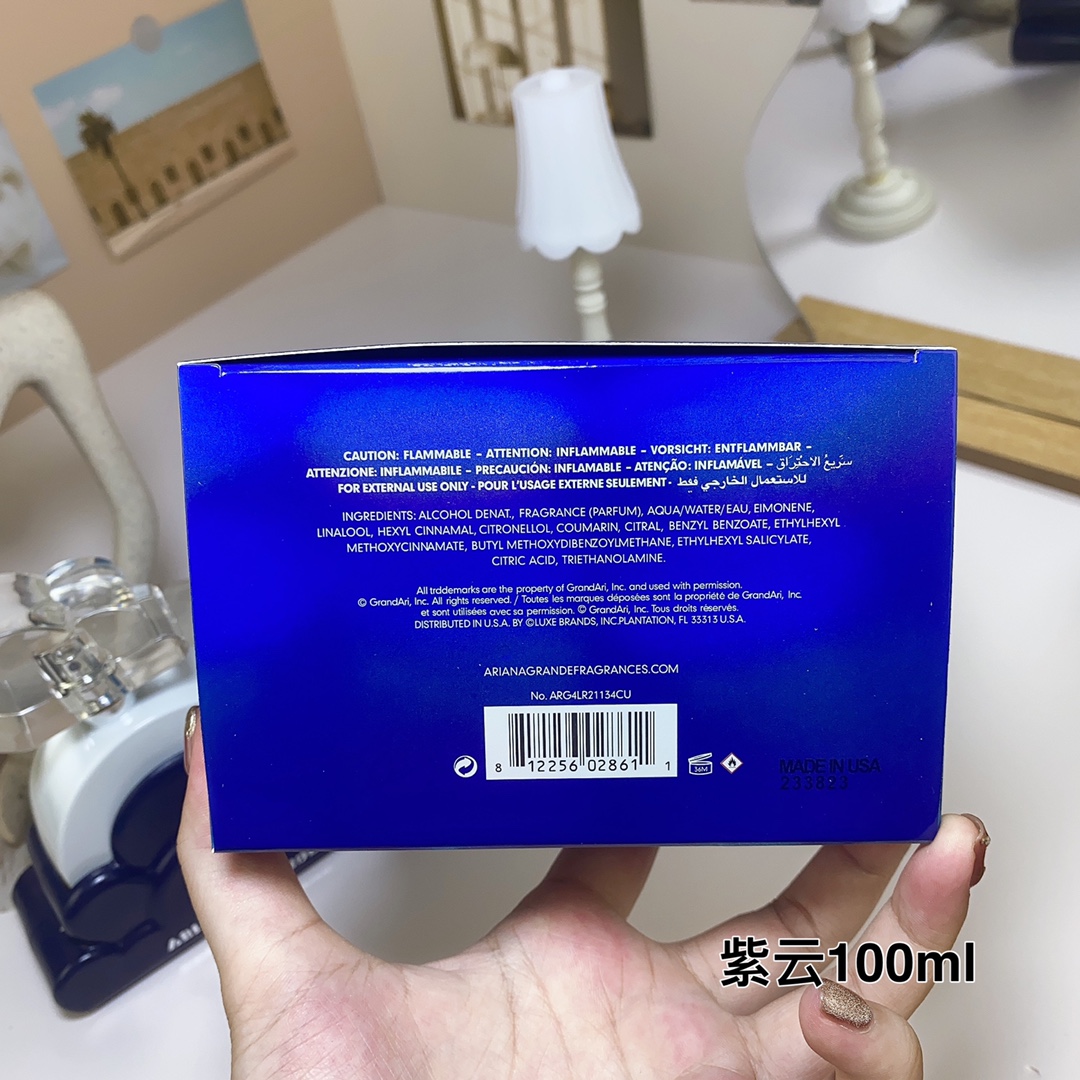 CAUTION: FLAMMABLE – ATTENTION: INFLAMMABLE – VORSICHT: ENTFLAMMBAR –
ATTENZIONE: INFLAMMABILE – PRECAUCIÓN: INFLAMABLE – ATENÇÃO: INFLAMÁVEL – سَرِيعُ الاحْتِرَاق
FOR EXTERNAL USE ONLY - POUR L'USAGE EXTERNE SEULEMENT - للاستعمال الخارجي فقط
INGREDIENTS: ALCOHOL DENAT., FRAGRANCE (PARFUM), AQUA/WATER/EAU, EIMONENE,
LINALOOL, HEXYL CINNAMAL, CITRONELLOL, COUMARIN, CITRAL, BENZYL BENZOATE, ETHYLHEXYL
METHOXYCINNAMATE, BUTYL METHOXYDIBENZOYLMETHANE, ETHYLHEXYL SALICYLATE,
CITRIC ACID, TRIETHANOLAMINE.
All trddemarks are the property of GrandAri, Inc. and used with permission.
© GrandAri, Inc. All rights reserved. / Toutes les marques déposées sont la propriété de GrandAri, Inc.
et sont utilisées avec sa permission. © GrandAri, Inc. Tous droits réservés.
DISTRIBUTED IN U.S.A. BY ©LUXE BRANDS, INC.PLANTATION, FL 33313 U.S.A.
ARIANAGRANDEFRAGRANCES.COM
No. ARG4LR21134CU
8 12256 02861 1
36M
MADE IN USA
233823
紫云100ml